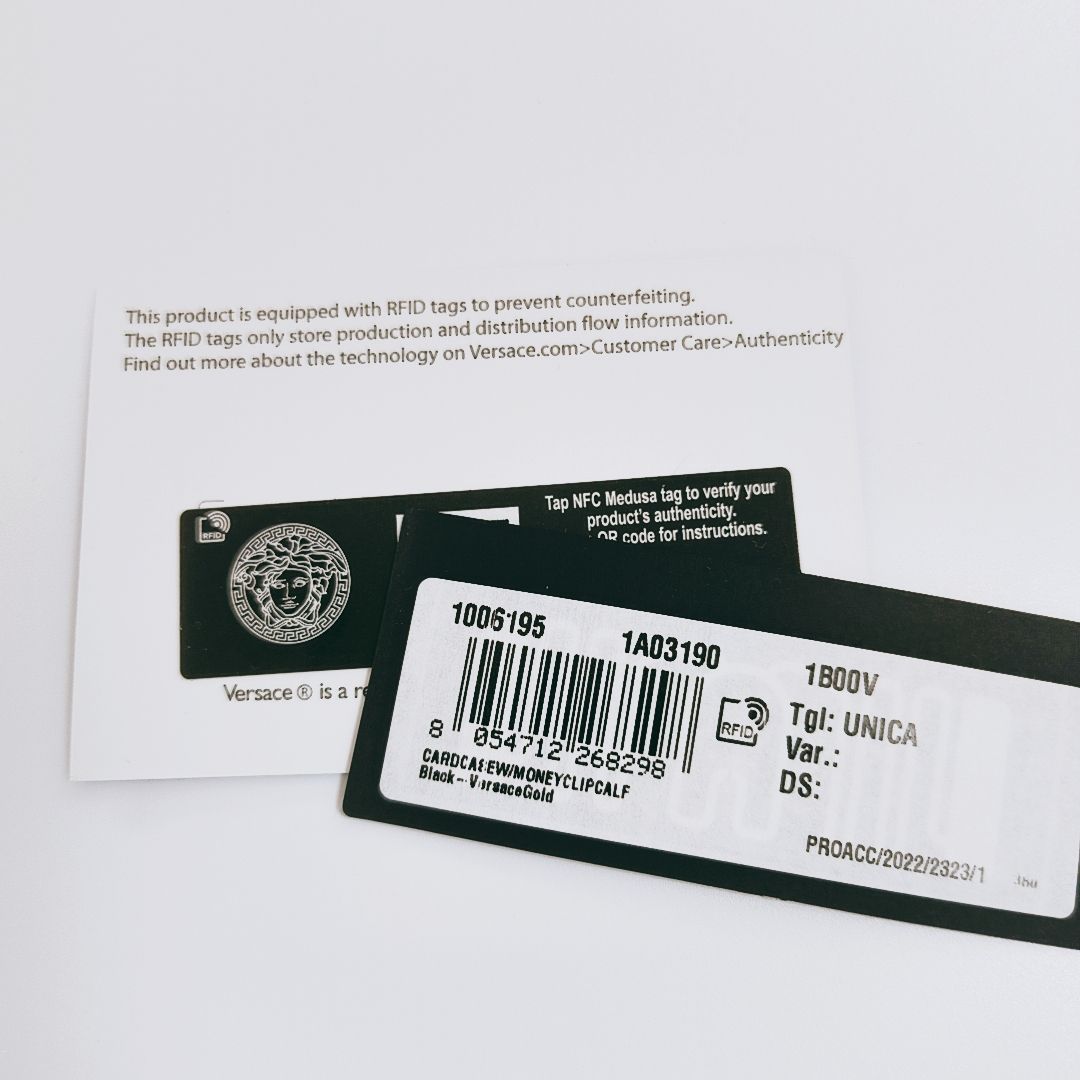 This product is equipped with RFID tags to prevent counterfeiting.
The RFID tags only store production and distribution flow information.
Find out more about the technology on Versace.com>Customer Care>Authenticity
RFID
Tap NFC Medusa tag to verify your
product's authenticity.
QR code for instructions.
Versace ® is a
1006195 1A03190 1B00V
8 054712 268298
RFID
Tgl: UNICA
Var.:
DS:
CARDCASEW/MONEYCLIPCALF
Black-VersaceGold
PROACC/2022/2323/1